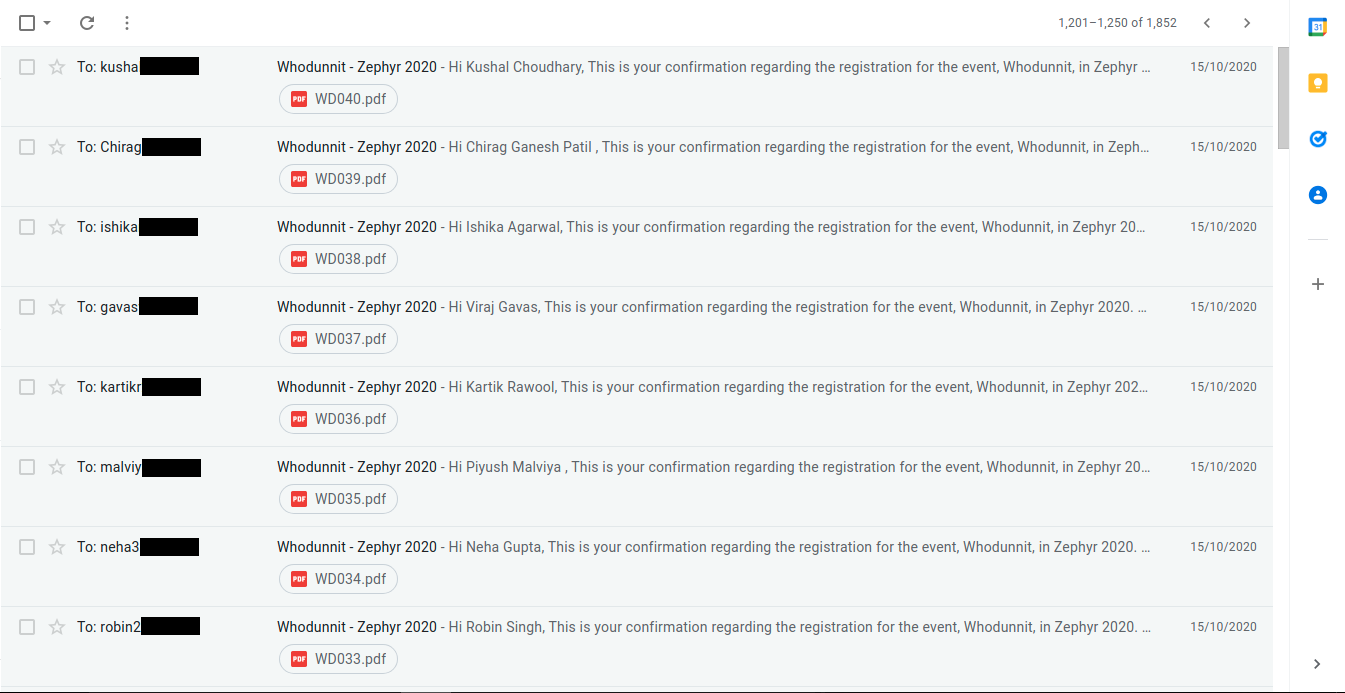 1,201–1,250 of 1,852
31
To: kusha Whodunnit - Zephyr 2020 - Hi Kushal Choudhary, This is your confirmation regarding the registration for the event, Whodunnit, in Zephyr ... 15/10/2020
PDF WD040.pdf
To: Chirag Whodunnit - Zephyr 2020 - Hi Chirag Ganesh Patil , This is your confirmation regarding the registration for the event, Whodunnit, in Zeph... 15/10/2020
PDF WD039.pdf
To: ishika Whodunnit - Zephyr 2020 - Hi Ishika Agarwal, This is your confirmation regarding the registration for the event, Whodunnit, in Zephyr 20... 15/10/2020
PDF WD038.pdf
To: gavas Whodunnit - Zephyr 2020 - Hi Viraj Gavas, This is your confirmation regarding the registration for the event, Whodunnit, in Zephyr 2020. ... 15/10/2020
PDF WD037.pdf
To: kartikr Whodunnit - Zephyr 2020 - Hi Kartik Rawool, This is your confirmation regarding the registration for the event, Whodunnit, in Zephyr 202... 15/10/2020
PDF WD036.pdf
To: malviy Whodunnit - Zephyr 2020 - Hi Piyush Malviya , This is your confirmation regarding the registration for the event, Whodunnit, in Zephyr 20... 15/10/2020
PDF WD035.pdf
To: neha3 Whodunnit - Zephyr 2020 - Hi Neha Gupta, This is your confirmation regarding the registration for the event, Whodunnit, in Zephyr 2020. ... 15/10/2020
PDF WD034.pdf
To: robin2 Whodunnit - Zephyr 2020 - Hi Robin Singh, This is your confirmation regarding the registration for the event, Whodunnit, in Zephyr 2020. ... 15/10/2020
PDF WD033.pdf